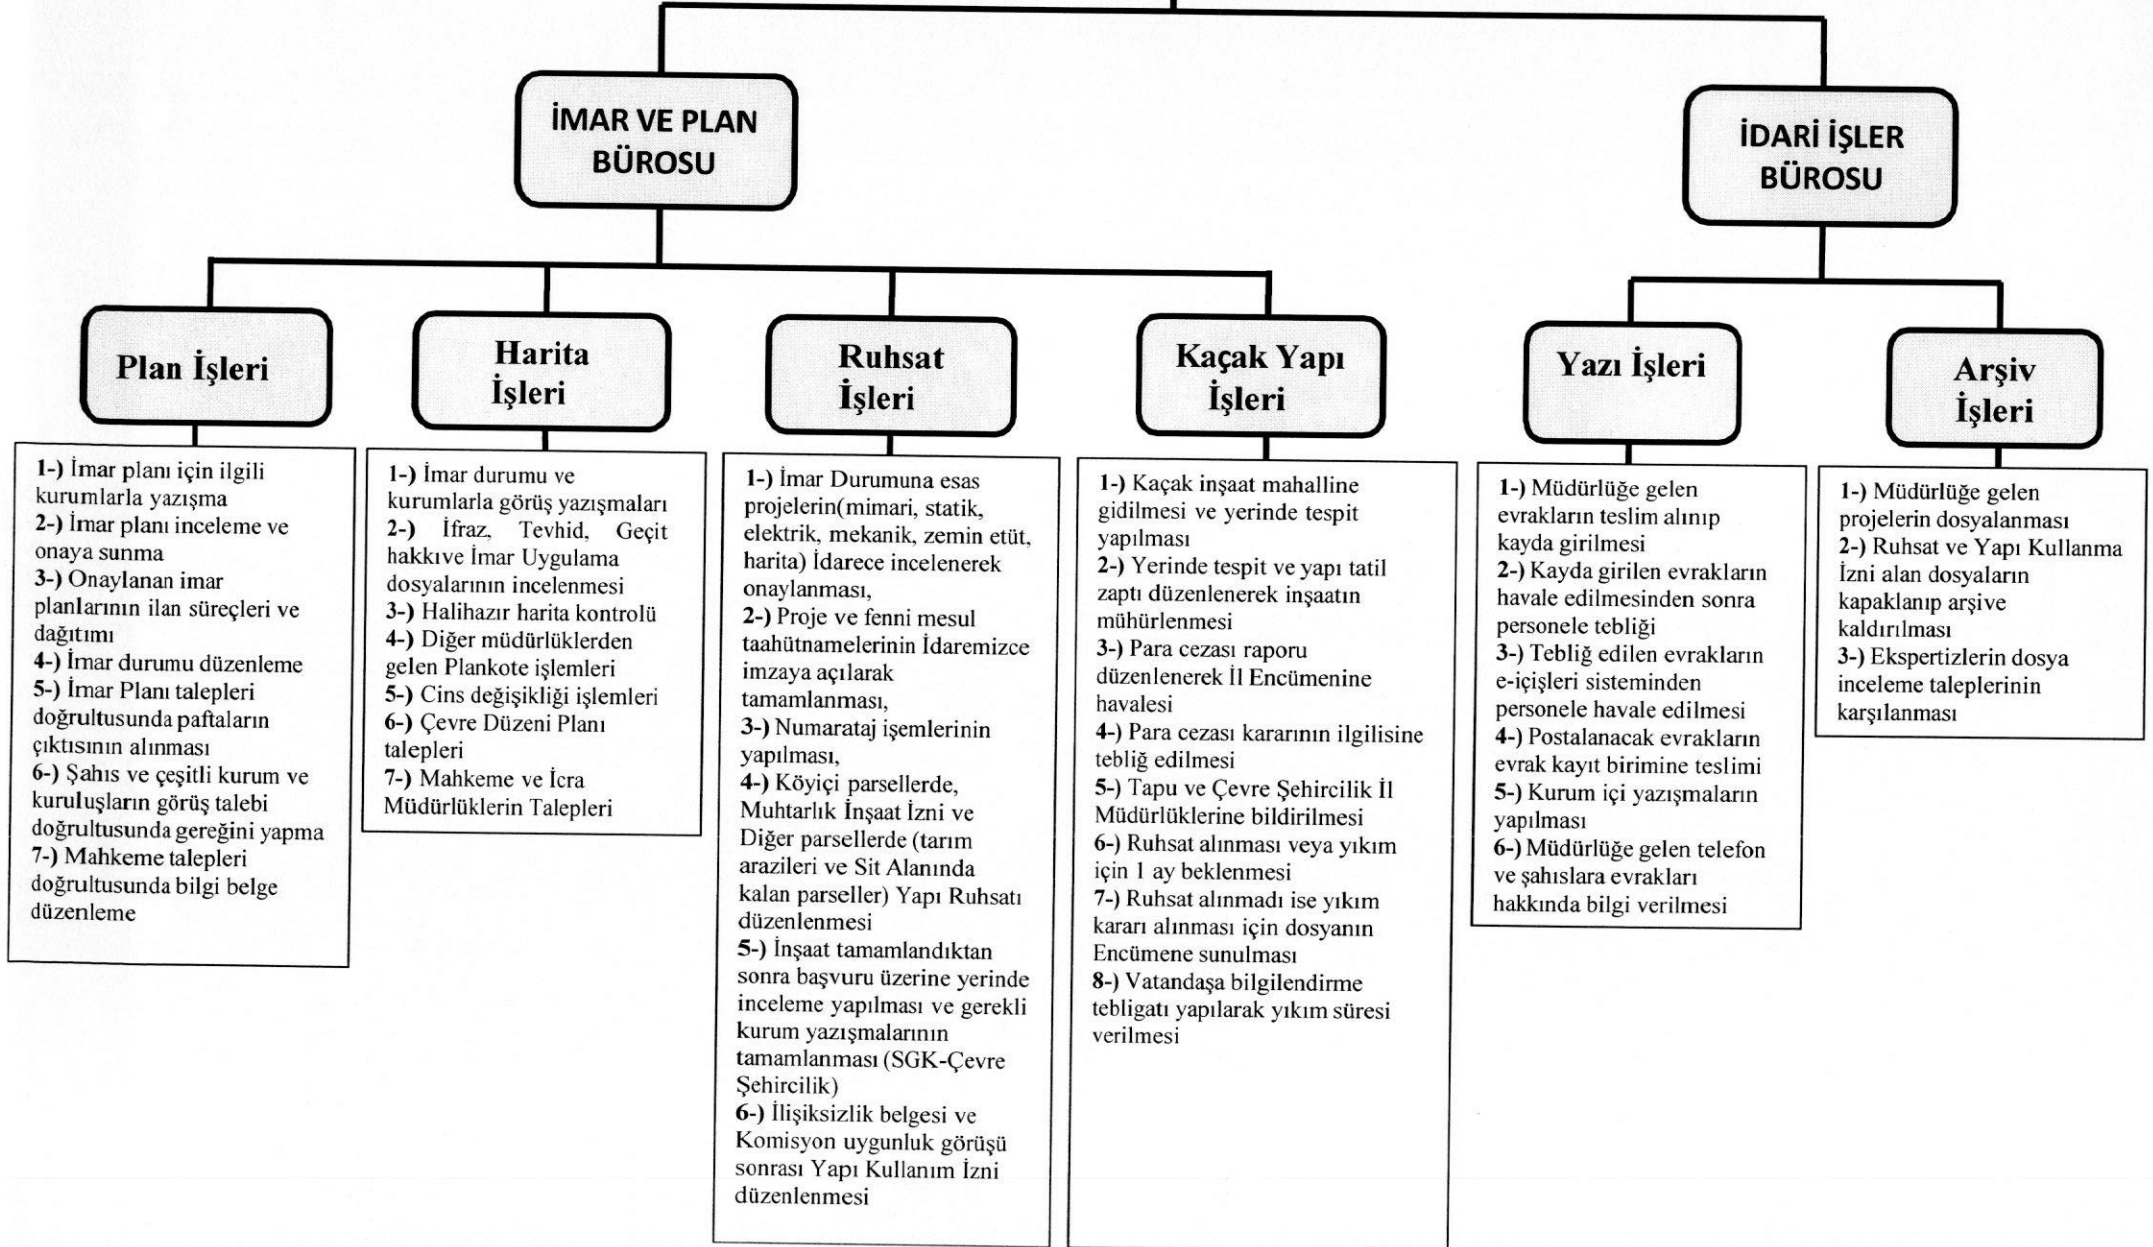 İMAR VE PLAN
BÜROSU
İDARİ İŞLER
BÜROSU
Plan İşleri
Harita
İşleri
Ruhsat
İşleri
Kaçak Yapı
İşleri
Yazı İşleri
Arşiv
İşleri
1-) İmar planı için ilgili
kurumlarla yazışma
2-) İmar planı inceleme ve
onaya sunma
3-) Onaylanan imar
planlarının ilan süreçleri ve
dağıtımı
4-) İmar durumu düzenleme
5-) İmar Planı talepleri
doğrultusunda paftaların
çıktısının alınması
6-) Şahıs ve çeşitli kurum ve
kuruluşların görüş talebi
doğrultusunda gereğini yapma
7-) Mahkeme talepleri
doğrultusunda bilgi belge
düzenleme
1-) İmar durumu ve
kurumlarla görüş yazışmaları
2-) İfraz, Tevhid, Geçit
hakkıve İmar Uygulama
dosyalarının incelenmesi
3-) Halihazır harita kontrolü
4-) Diğer müdürlüklerden
gelen Plankote işlemleri
5-) Cins değişikliği işlemleri
6-) Çevre Düzeni Planı
talepleri
7-) Mahkeme ve İcra
Müdürlüklerin Talepleri
1-) İmar Durumuna esas
projelerin(mimari, statik,
elektrik, mekanik, zemin etüt,
harita) İdarece incelenerek
onaylanması,
2-) Proje ve fenni mesul
taahütnamelerinin İdaremizce
imzaya açılarak
tamamlanması,
3-) Numarataj işemlerinin
yapılması,
4-) Köyiçi parsellerde,
Muhtarlık İnşaat İzni ve
Diğer parsellerde (tarım
arazileri ve Sit Alanında
kalan parseller) Yapı Ruhsatı
düzenlenmesi
5-) İnşaat tamamlandıktan
sonra başvuru üzerine yerinde
inceleme yapılması ve gerekli
kurum yazışmalarının
tamamlanması (SGK-Çevre
Şehircilik)
6-) İlişiksizlik belgesi ve
Komisyon uygunluk görüşü
sonrası Yapı Kullanım İzni
düzenlenmesi
1-) Kaçak inşaat mahalline
gidilmesi ve yerinde tespit
yapılması
2-) Yerinde tespit ve yapı tatil
zaptı düzenlenerek inşaatın
mühürlenmesi
3-) Para cezası raporu
düzenlenerek İl Encümenine
havalesi
4-) Para cezası kararının ilgilisine
tebliğ edilmesi
5-) Tapu ve Çevre Şehircilik İl
Müdürlüklerine bildirilmesi
6-) Ruhsat alınması veya yıkım
için 1 ay beklenmesi
7-) Ruhsat alınmadı ise yıkım
kararı alınması için dosyanın
Encümene sunulması
8-) Vatandaşa bilgilendirme
tebligatı yapılarak yıkım süresi
verilmesi
1-) Müdürlüğe gelen
evrakların teslim alınıp
kayda girilmesi
2-) Kayda girilen evrakların
havale edilmesinden sonra
personele tebliği
3-) Tebliğ edilen evrakların
e-içişleri sisteminden
personele havale edilmesi
4-) Postalanacak evrakların
evrak kayıt birimine teslimi
5-) Kurum içi yazışmaların
yapılması
6-) Müdürlüğe gelen telefon
ve şahıslara evrakları
hakkında bilgi verilmesi
1-) Müdürlüğe gelen
projelerin dosyalanması
2-) Ruhsat ve Yapı Kullanma
İzni alan dosyaların
kapaklanıp arşive
kaldırılması
3-) Ekspertizlerin dosya
inceleme taleplerinin
karşılanması